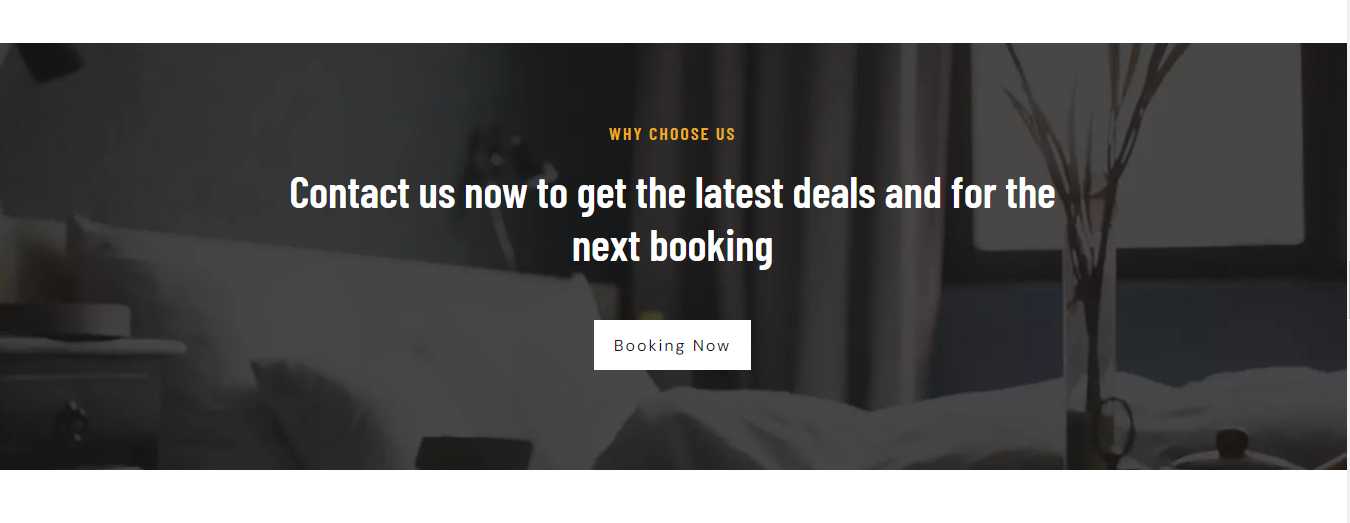 WHY CHOOSE US
Contact us now to get the latest deals and for the
next booking
Booking Now